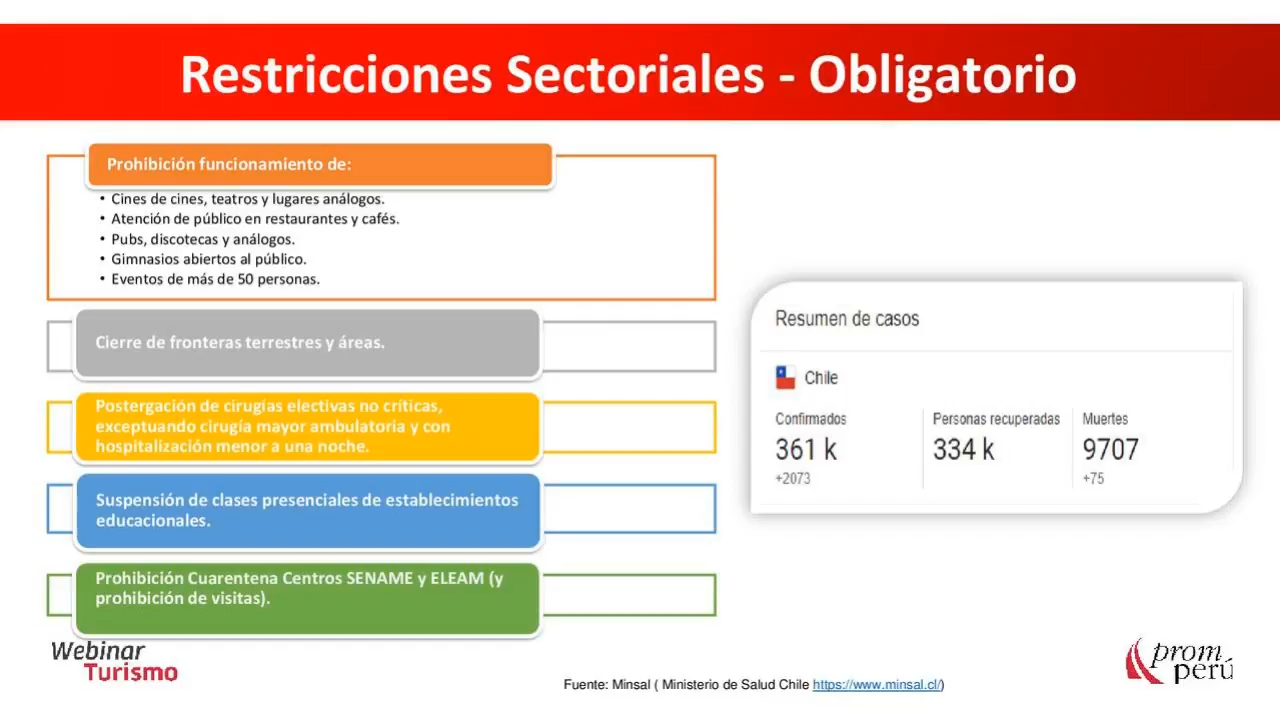 Restricciones Sectoriales - Obligatorio
Prohibición funcionamiento de:
• Cines de cines, teatros y lugares análogos.
• Atención de público en restaurantes y cafés.
• Pubs, discotecas y análogos.
• Gimnasios abiertos al público.
• Eventos de más de 50 personas.
Cierre de fronteras terrestres y áreas.
Postergación de cirugías electivas no críticas,
exceptuando cirugía mayor ambulatoria y con
hospitalización menor a una noche.
Suspensión de clases presenciales de establecimientos
educacionales.
Prohibición Cuarentena Centros SENAME y ELEAM (y
prohibición de visitas).
Resumen de casos
Chile
Confirmados Personas recuperadas Muertes
361 k 334 k 9707
+2073 +75
Webinar
Turismo
prom
perú
Fuente: Minsal ( Ministerio de Salud Chile https://www.minsal.cl/)